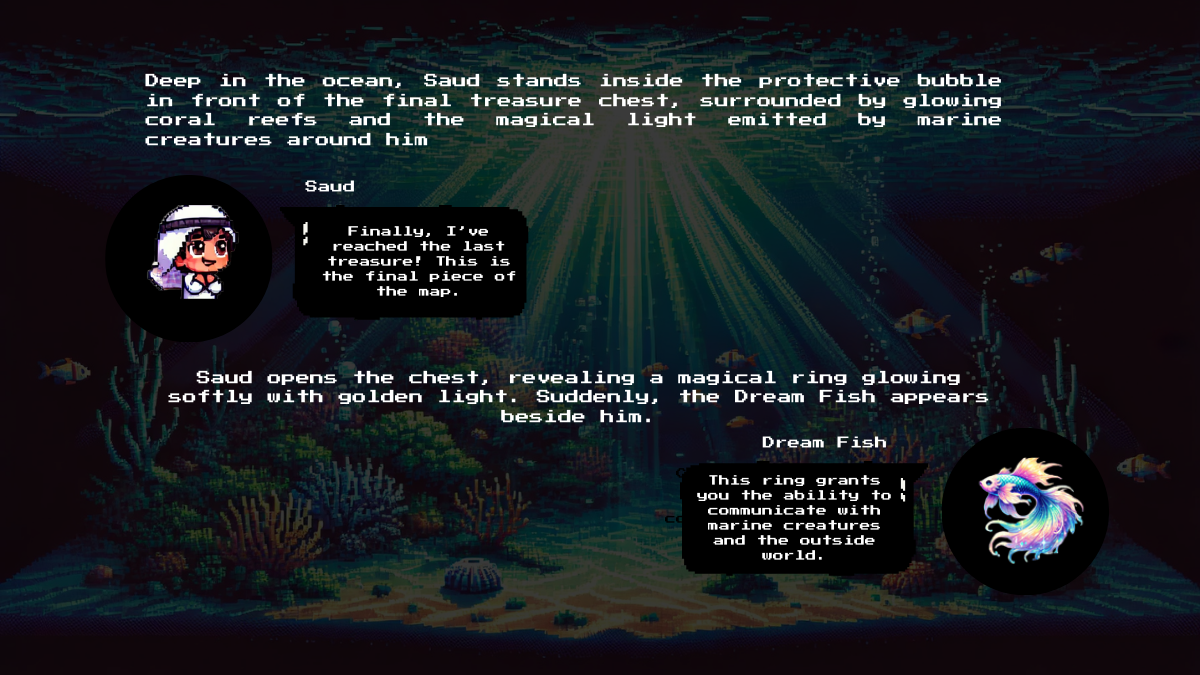 Deep in the ocean, Saud stands inside the protective bubble
in front of the final treasure chest, surrounded by glowing
coral reefs and the magical light emitted by marine
creatures around him
Saud
Finally, I've
reached the last
treasure! This is
the final piece of
the map.
Saud opens the chest, revealing a magical ring glowing
softly with golden light. Suddenly, the Dream Fish appears
beside him.
Dream Fish
This ring grants
you the ability to
communicate with
marine creatures
and the outside
world.